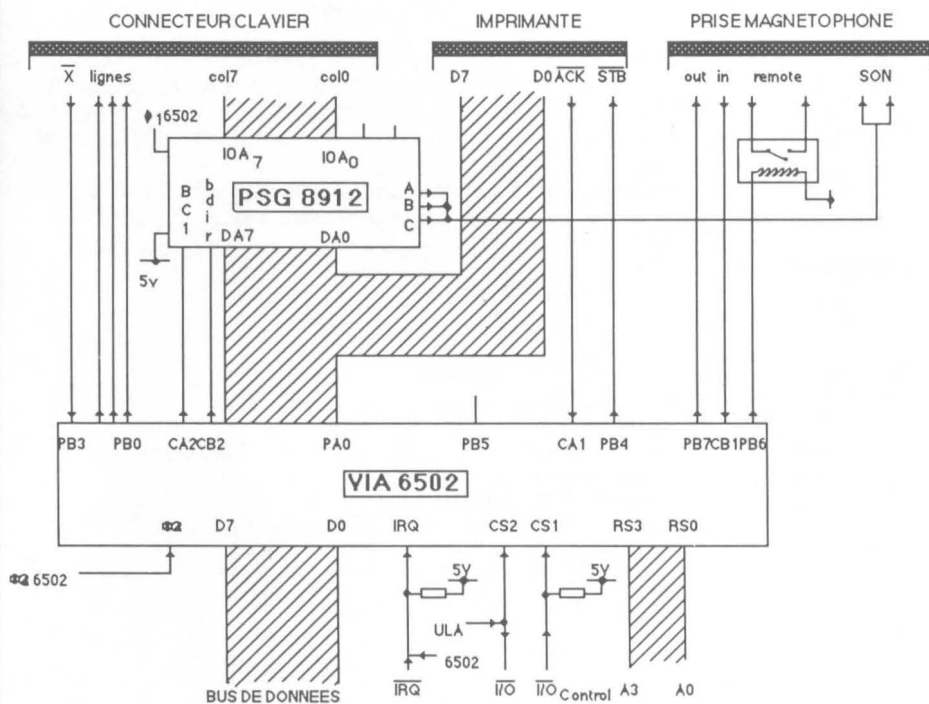 CONNECTEUR CLAVIER IMPRIMANTE PRISE MAGNETOPHONE
X lignes col7 col0 D7 D0 ACK STB out in remote SON
1 6502
IOA7 IOA0
BC1 bdir PSG 8912 A
B
C
DA7 DA0
5v
PB3 PB0 CA2 CB2 PA0 PB5 CA1 PB4 PB7 CB1 PB6
VIA 6502
Φ2 D7 D0 IRQ CS2 CS1 RS3 RS0
Φ2 6502 5V 5V
ULA
6502
BUS DE DONNEES IRQ I/O I/O Control A3 A0